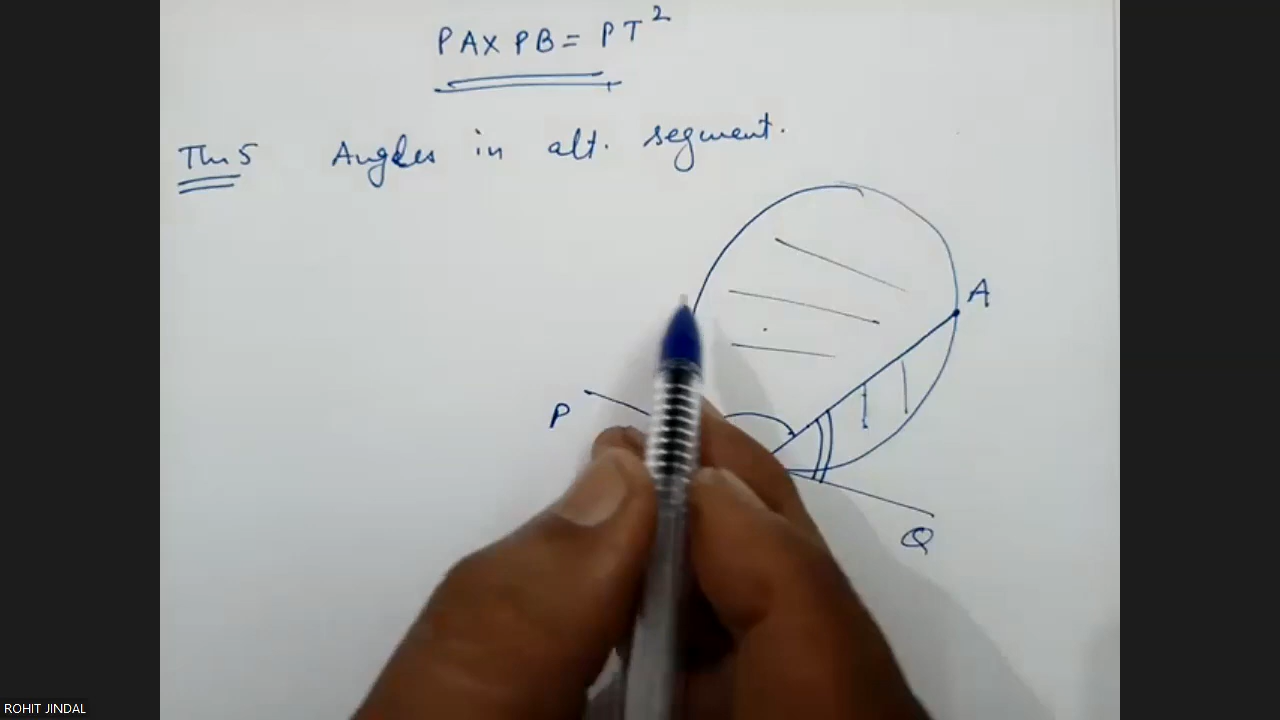 PA × PB = PT²
Th 5 Angles in alt. segment.
A
P
Q
ROHIT JINDAL